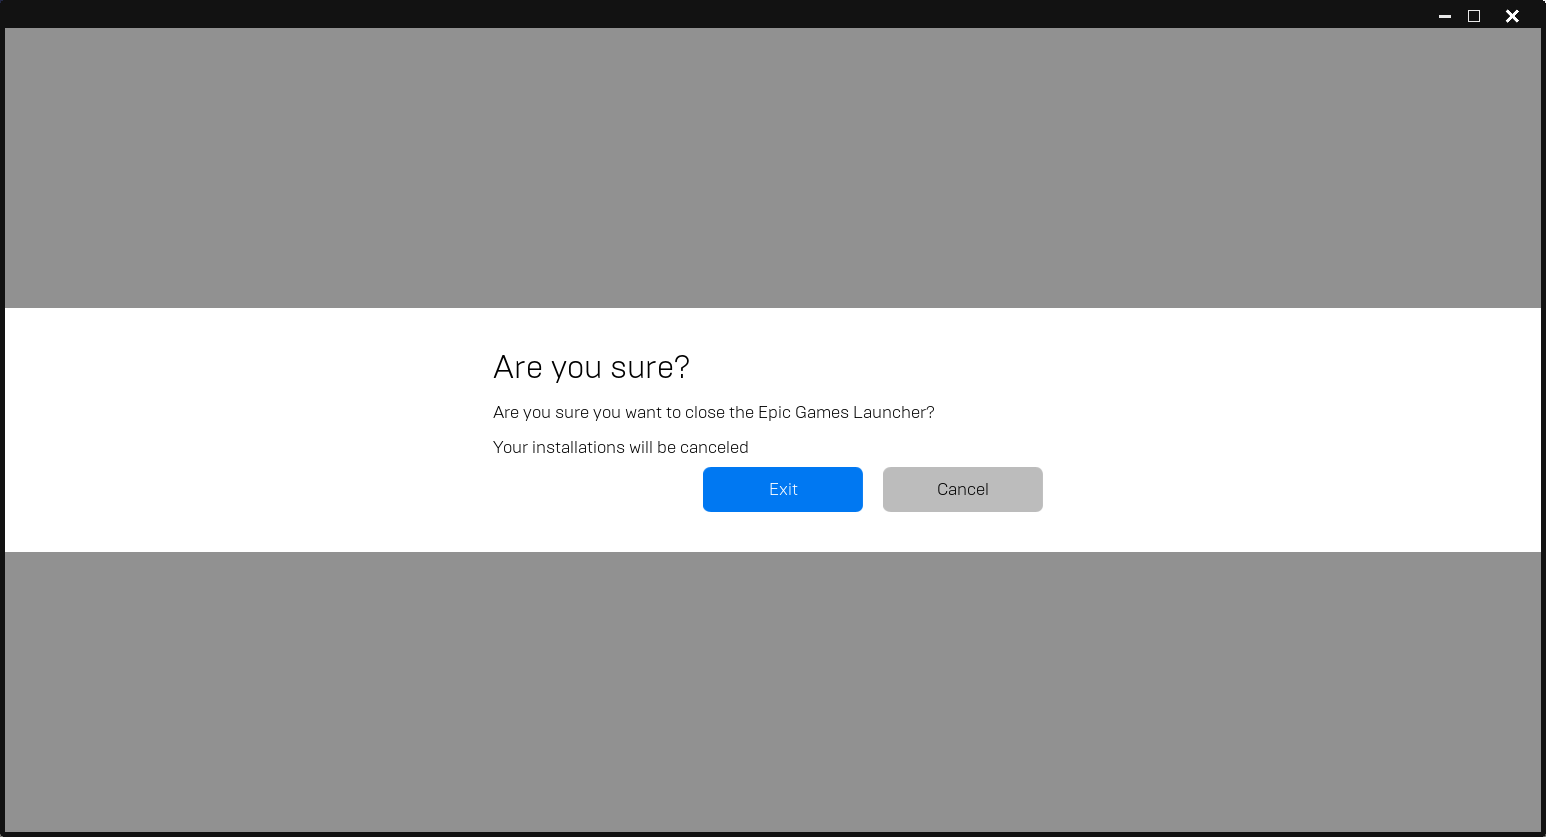 Are you sure?
Are you sure you want to close the Epic Games Launcher?
Your installations will be canceled
Exit
Cancel